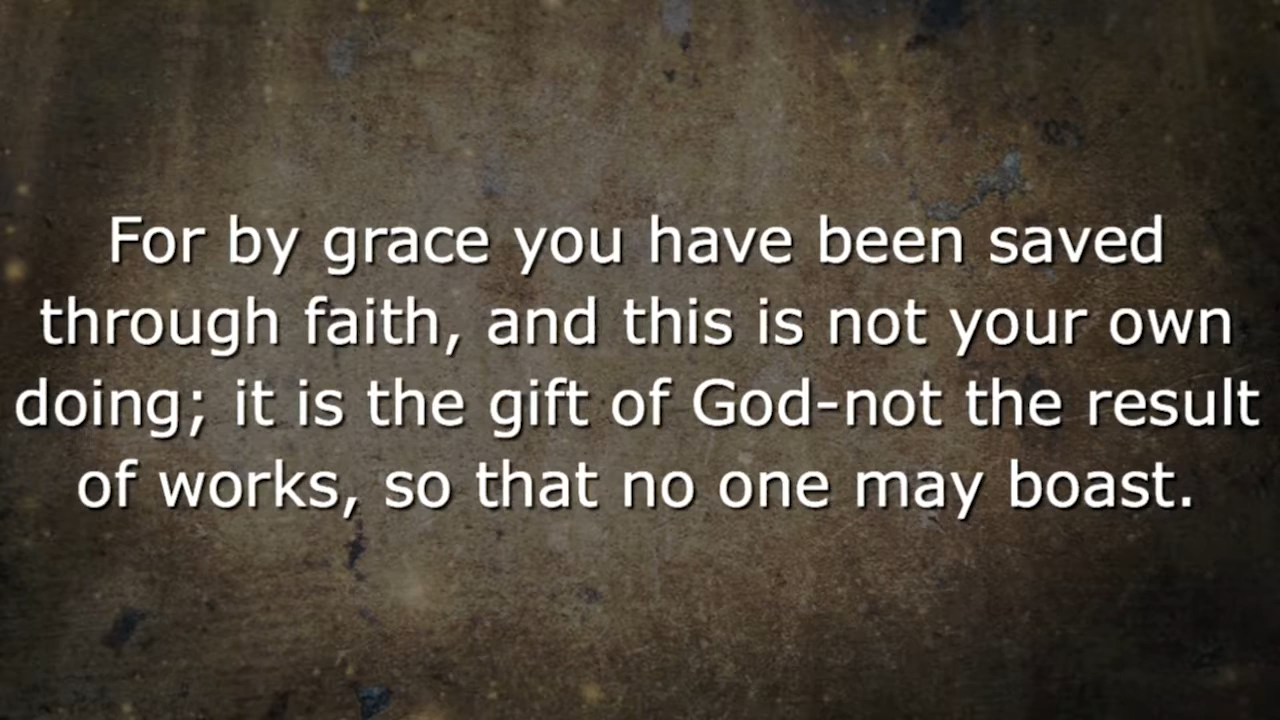 For by grace you have been saved
through faith, and this is not your own
doing; it is the gift of God-not the result
of works, so that no one may boast.